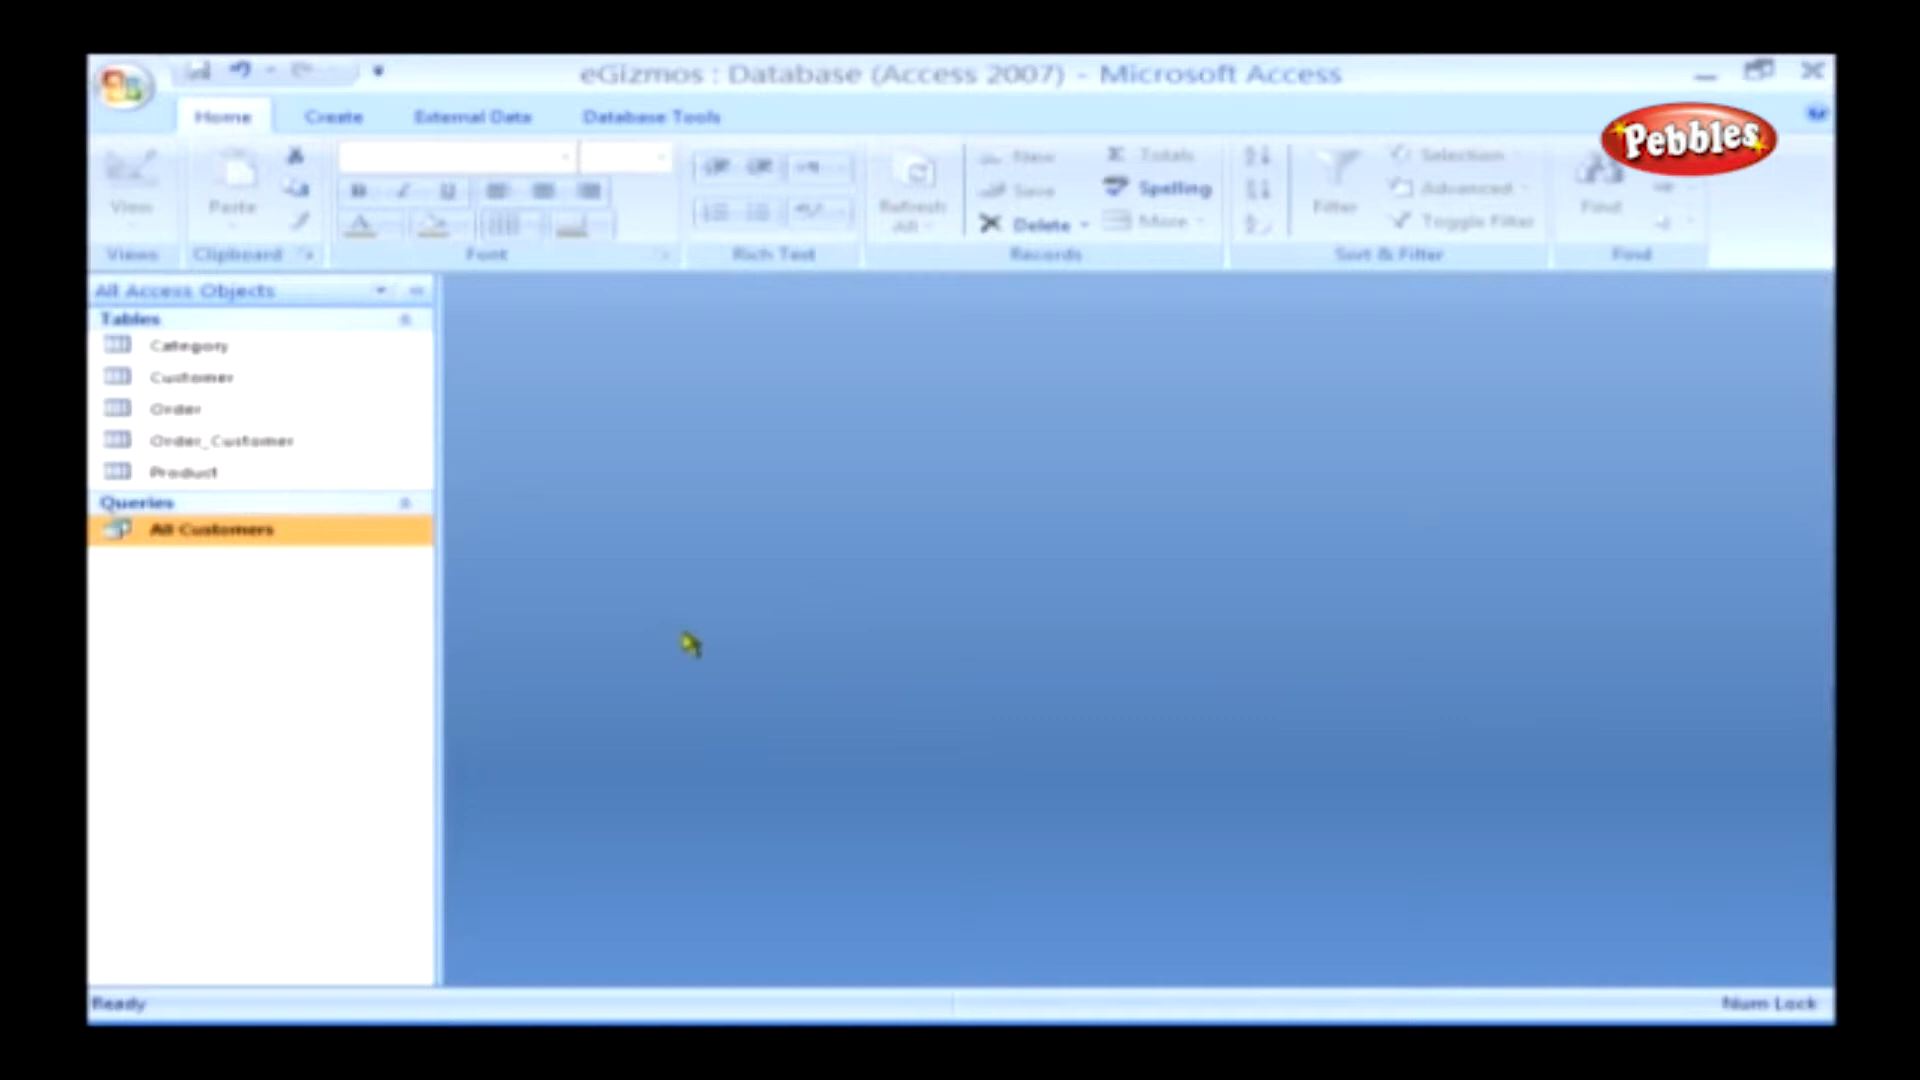 eGizmos : Database (Access 2007) - Microsoft Access
Home Create External Data Database Tools
Pebbles
View
Paste
Refresh All
New
Save
Delete
Totals
Spelling
More
Filter
Selection
Advanced
Toggle Filter
Find
Views Clipboard Font Rich Text Records Sort & Filter Find
All Access Objects
Tables
Category
Customer
Order
Order_Customer
Product
Queries
All Customers
Ready Num Lock